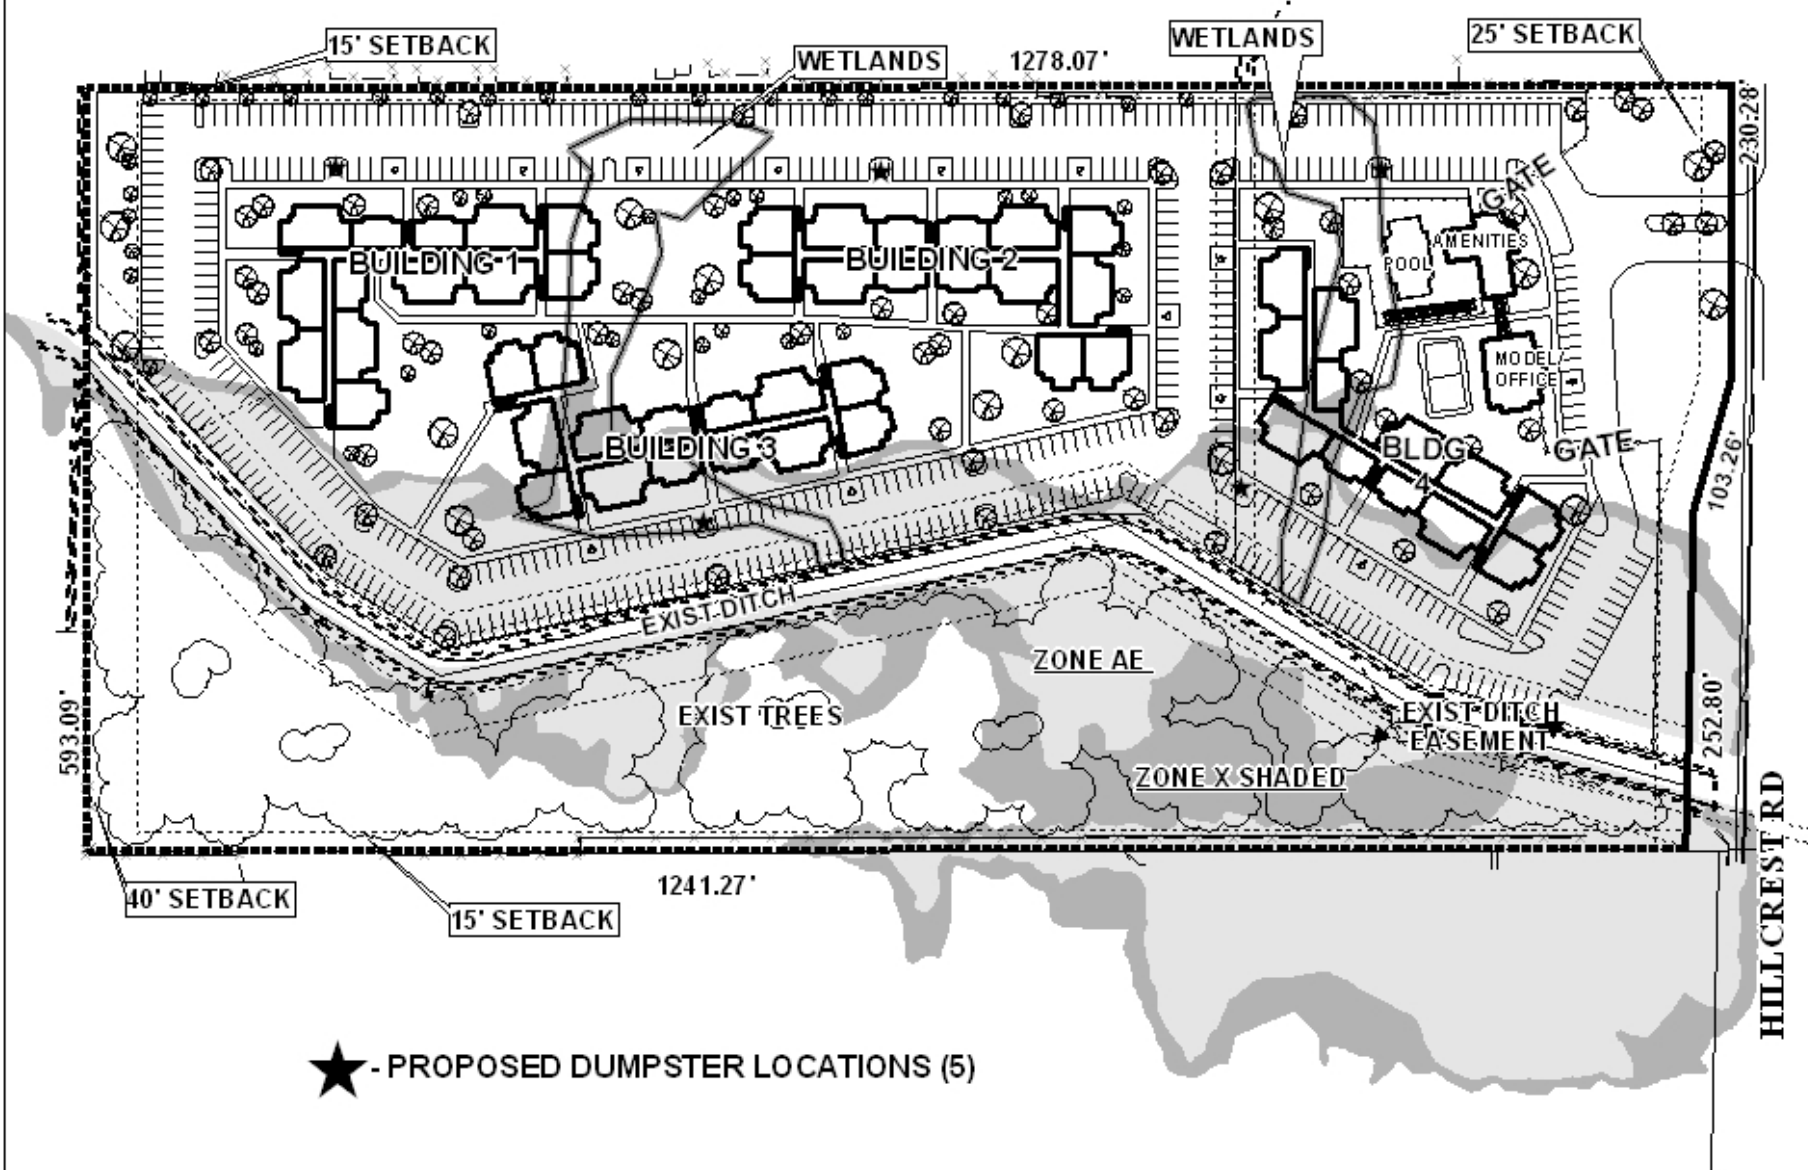 15' SETBACK
WETLANDS
1278.07'
WETLANDS
25' SETBACK
230.28'
GATE
BUILDING 1
BUILDING 2
AMENITIES
POOL
MODEL/
OFFICE
BUILDING 3
BLDG
4
GATE
103.26'
EXIST DITCH
ZONE AE
EXIST TREES
EXIST DITCH
EASEMENT
252.80'
593.09'
ZONE X SHADED
HILLCREST RD
40' SETBACK
1241.27'
15' SETBACK
- PROPOSED DUMPSTER LOCATIONS (5)